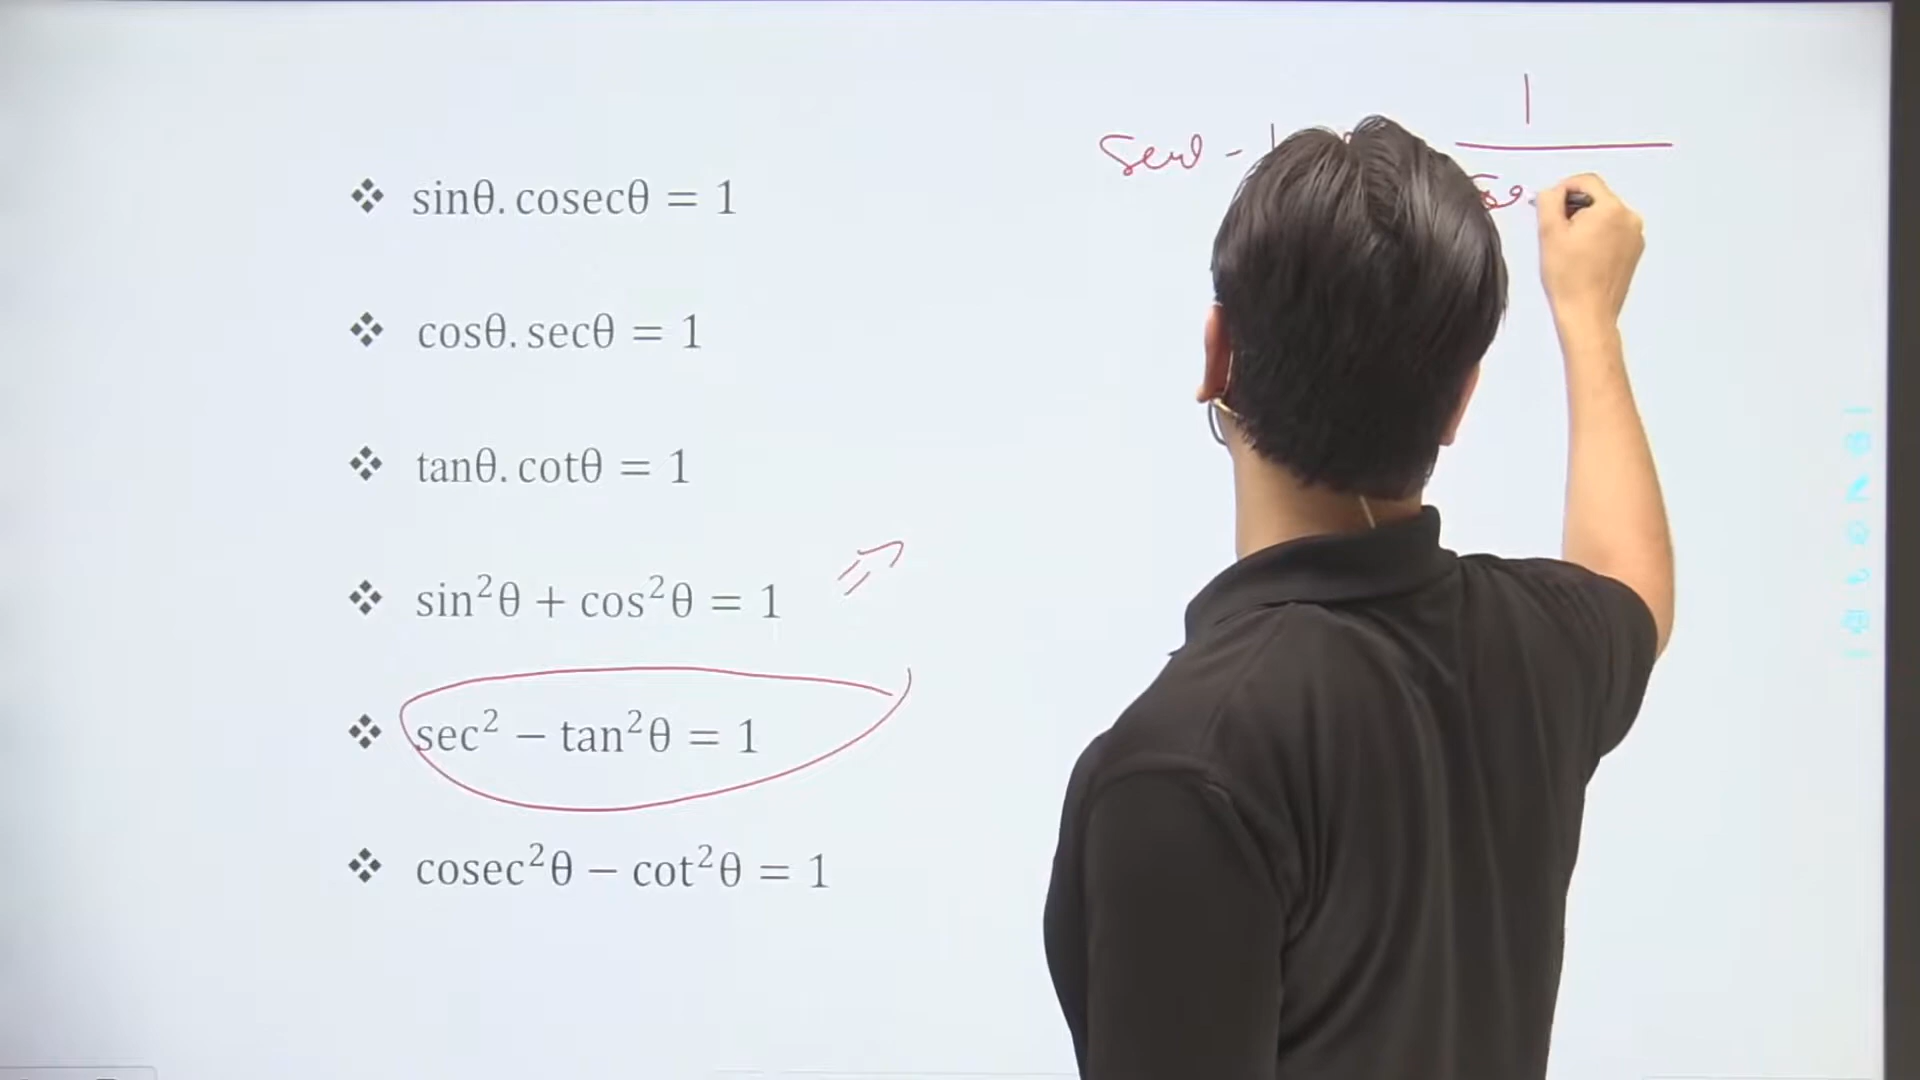 ❖ sinθ. cosecθ = 1
❖ cosθ. secθ = 1
❖ tanθ. cotθ = 1
❖ sin²θ + cos²θ = 1
❖ sec² − tan²θ = 1
❖ cosec²θ − cot²θ = 1
1